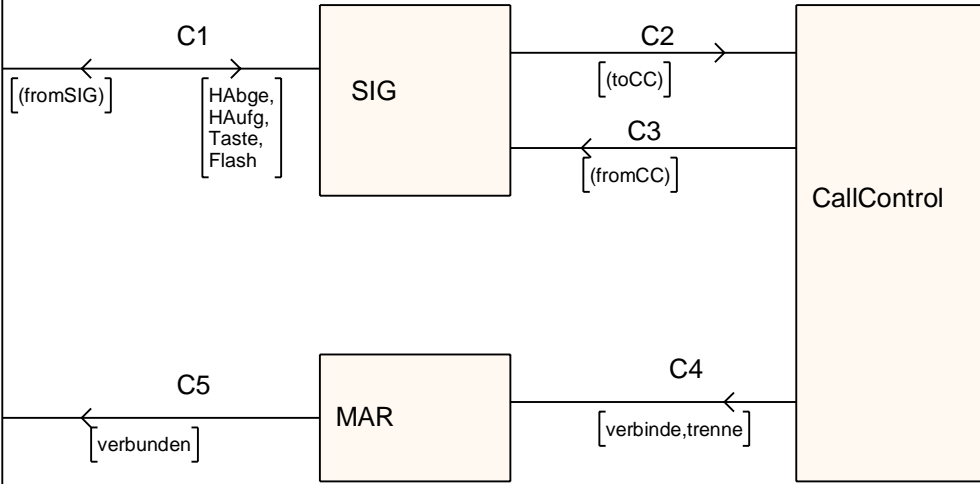 C1
[(fromSIG)]
[HAbge,
HAufg,
Taste,
Flash]
SIG
C2
[(toCC)]
C3
[(fromCC)]
CallControl
C5
[verbunden]
MAR
C4
[verbinde,trenne]